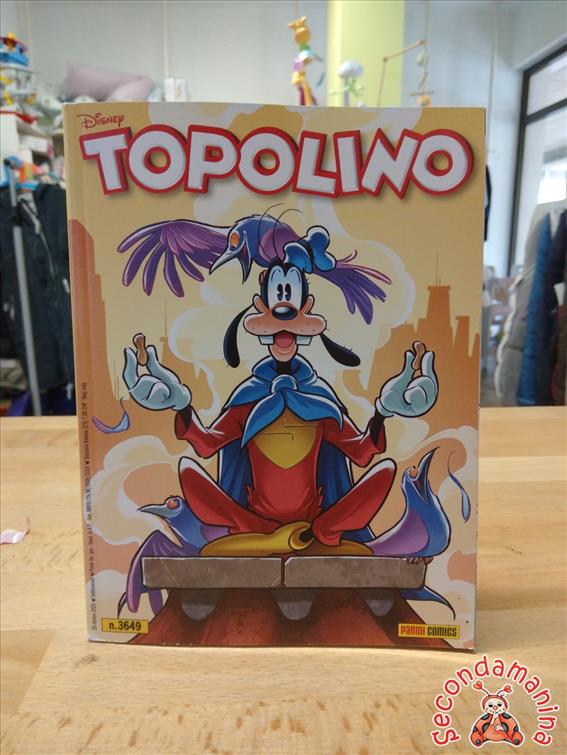 Disney
TOPOLINO
n.3649
PANINI COMICS
secondamanina